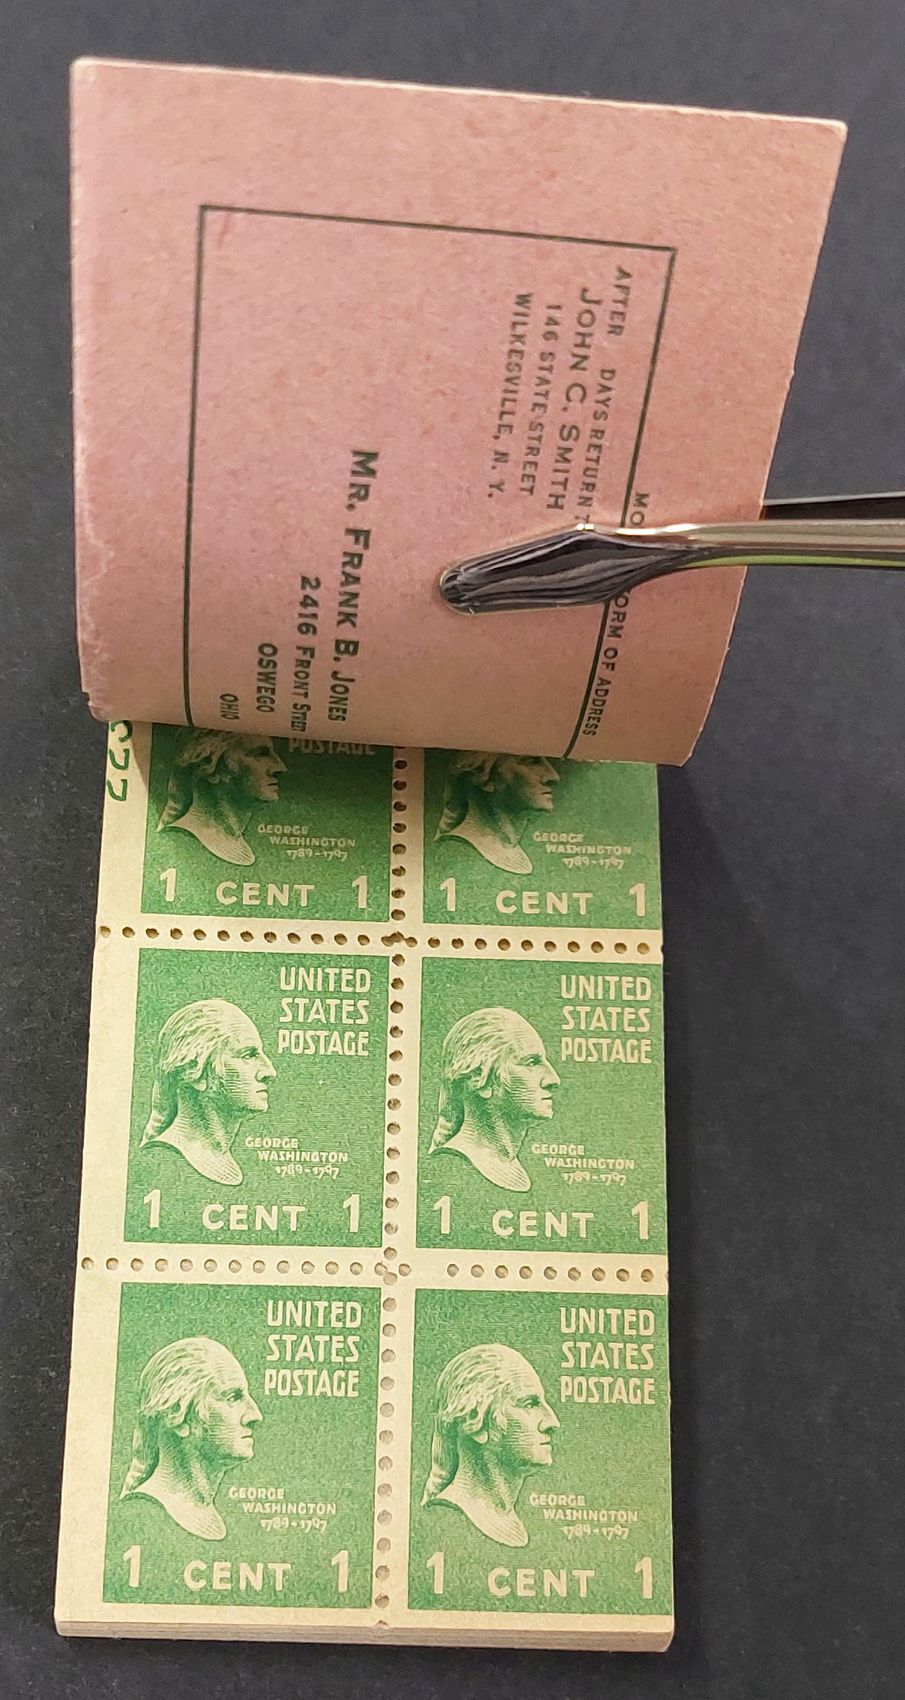 MO ORM OF ADDRESS
AFTER DAYS RETURN
JOHN C. SMITH
146 STATE STREET
WILKESVILLE, N. Y.
MR. FRANK B. JONES
2416 FRONT STREET
OSWEGO
OHIO
22
POSTAGE
GEORGE
WASHINGTON
1789-1797
1 CENT 1
GEORGE
WASHINGTON
1789-1797
1 CENT 1
UNITED
STATES
POSTAGE
GEORGE
WASHINGTON
1789-1797
1 CENT 1
UNITED
STATES
POSTAGE
GEORGE
WASHINGTON
1789-1797
1 CENT 1
UNITED
STATES
POSTAGE
GEORGE
WASHINGTON
1789-1797
1 CENT 1
UNITED
STATES
POSTAGE
GEORGE
WASHINGTON
1789-1797
1 CENT 1